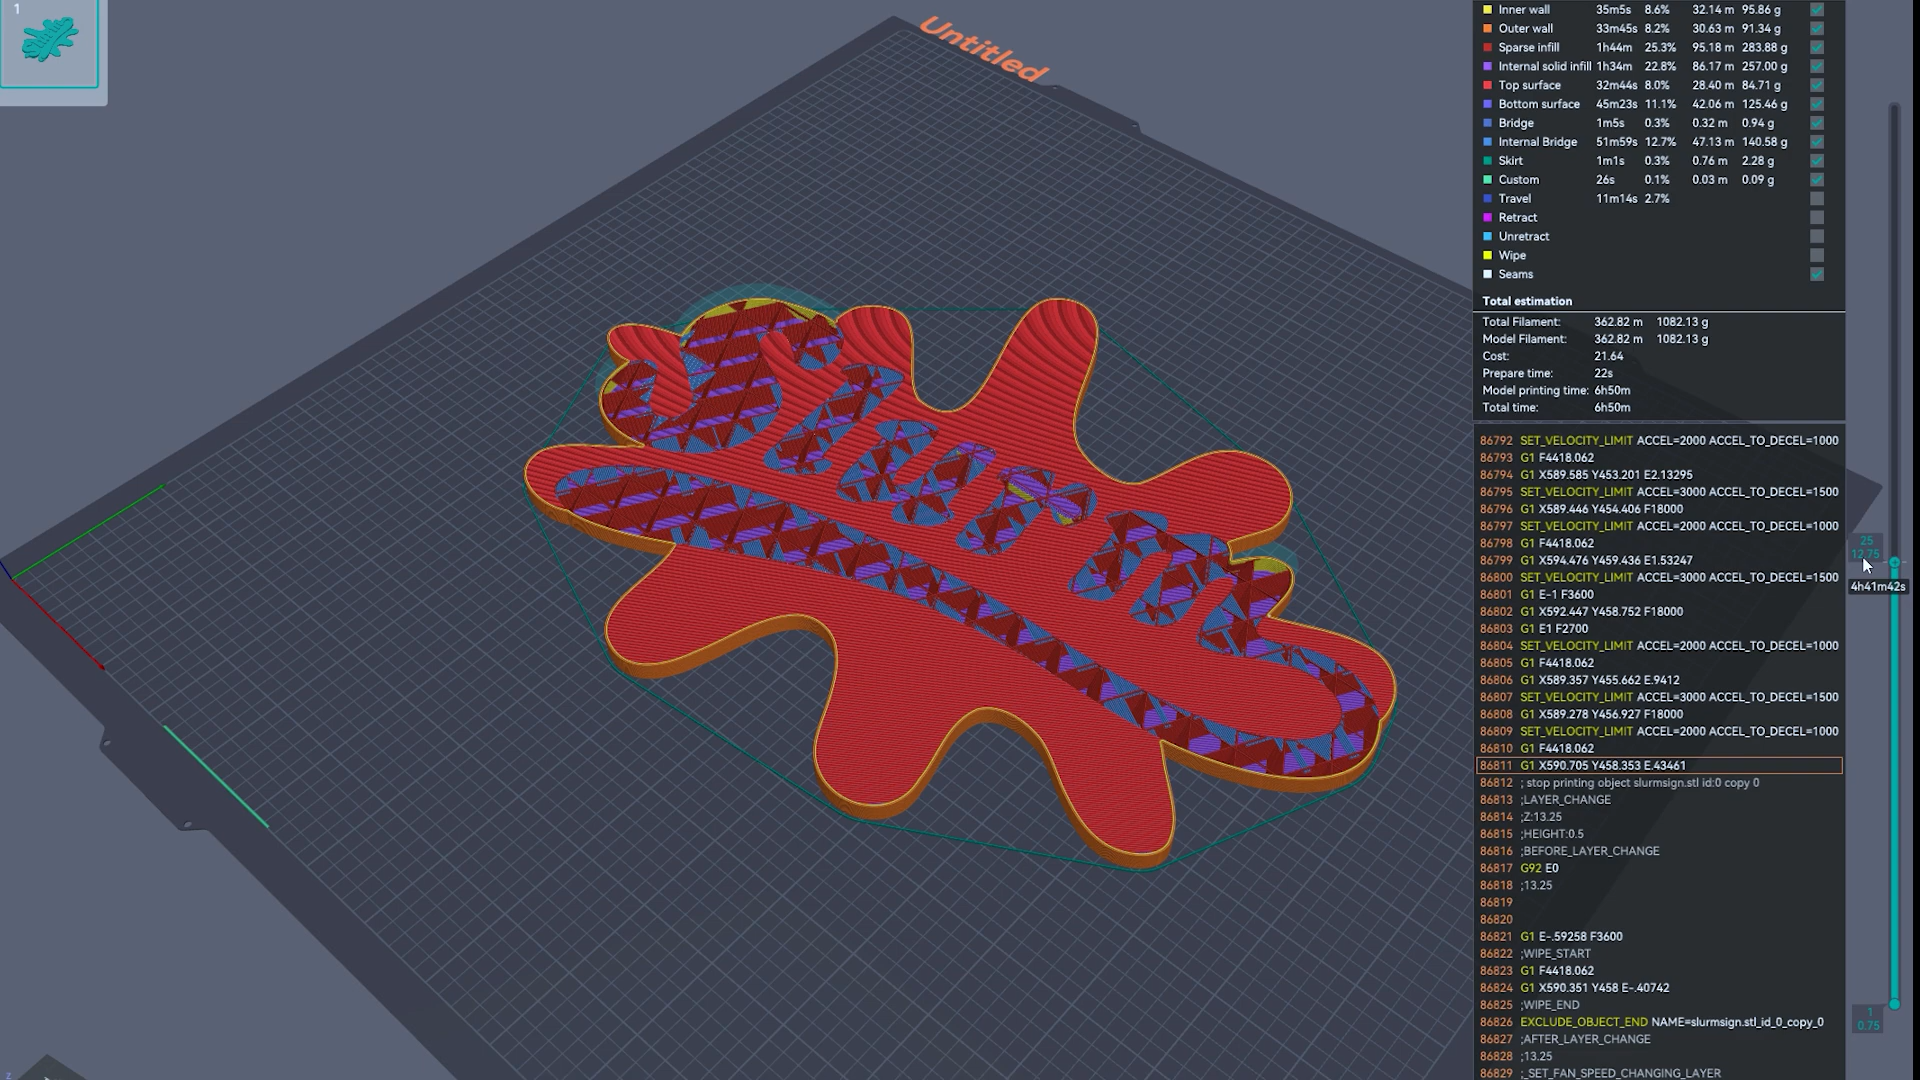 1
Untitled
Inner wall 35m5s 8.6% 32.14 m 95.86 g
Outer wall 33m45s 8.2% 30.63 m 91.34 g
Sparse infill 1h44m 25.3% 95.18 m 283.88 g
Internal solid infill 1h34m 22.8% 86.17 m 257.00 g
Top surface 32m44s 8.0% 28.40 m 84.71 g
Bottom surface 45m23s 11.1% 42.06 m 125.46 g
Bridge 1m5s 0.3% 0.32 m 0.94 g
Internal Bridge 51m59s 12.7% 47.13 m 140.58 g
Skirt 1m1s 0.3% 0.76 m 2.28 g
Custom 26s 0.1% 0.03 m 0.09 g
Travel 11m14s 2.7%
Retract
Unretract
Wipe
Seams
Total estimation
Total Filament: 362.82 m 1082.13 g
Model Filament: 362.82 m 1082.13 g
Cost: 21.64
Prepare time: 22s
Model printing time: 6h50m
Total time: 6h50m
86792 SET_VELOCITY_LIMIT ACCEL=2000 ACCEL_TO_DECEL=1000
86793 G1 F4418.062
86794 G1 X589.585 Y453.201 E2.13295
86795 SET_VELOCITY_LIMIT ACCEL=3000 ACCEL_TO_DECEL=1500
86796 G1 X589.446 Y454.406 F18000
86797 SET_VELOCITY_LIMIT ACCEL=2000 ACCEL_TO_DECEL=1000
86798 G1 F4418.062
86799 G1 X594.476 Y459.436 E1.53247
86800 SET_VELOCITY_LIMIT ACCEL=3000 ACCEL_TO_DECEL=1500
86801 G1 E-1 F3600
86802 G1 X592.447 Y458.752 F18000
86803 G1 E1 F2700
86804 SET_VELOCITY_LIMIT ACCEL=2000 ACCEL_TO_DECEL=1000
86805 G1 F4418.062
86806 G1 X589.357 Y455.662 E.9412
86807 SET_VELOCITY_LIMIT ACCEL=3000 ACCEL_TO_DECEL=1500
86808 G1 X589.278 Y456.927 F18000
86809 SET_VELOCITY_LIMIT ACCEL=2000 ACCEL_TO_DECEL=1000
86810 G1 F4418.062
86811 G1 X590.705 Y458.353 E.43461
86812 ; stop printing object slurmsign.stl id:0 copy 0
86813 ;LAYER_CHANGE
86814 ;Z:13.25
86815 ;HEIGHT:0.5
86816 ;BEFORE_LAYER_CHANGE
86817 G92 E0
86818 ;13.25
86819
86820
86821 G1 E-.59258 F3600
86822 ;WIPE_START
86823 G1 F4418.062
86824 G1 X590.351 Y458 E-.40742
86825 ;WIPE_END
86826 EXCLUDE_OBJECT_END NAME=slurmsign.stl_id_0_copy_0
86827 ;AFTER_LAYER_CHANGE
86828 ;13.25
86829 ;_SET_FAN_SPEED_CHANGING_LAYER
25
12.75
4h41m42s
1
0.75
z